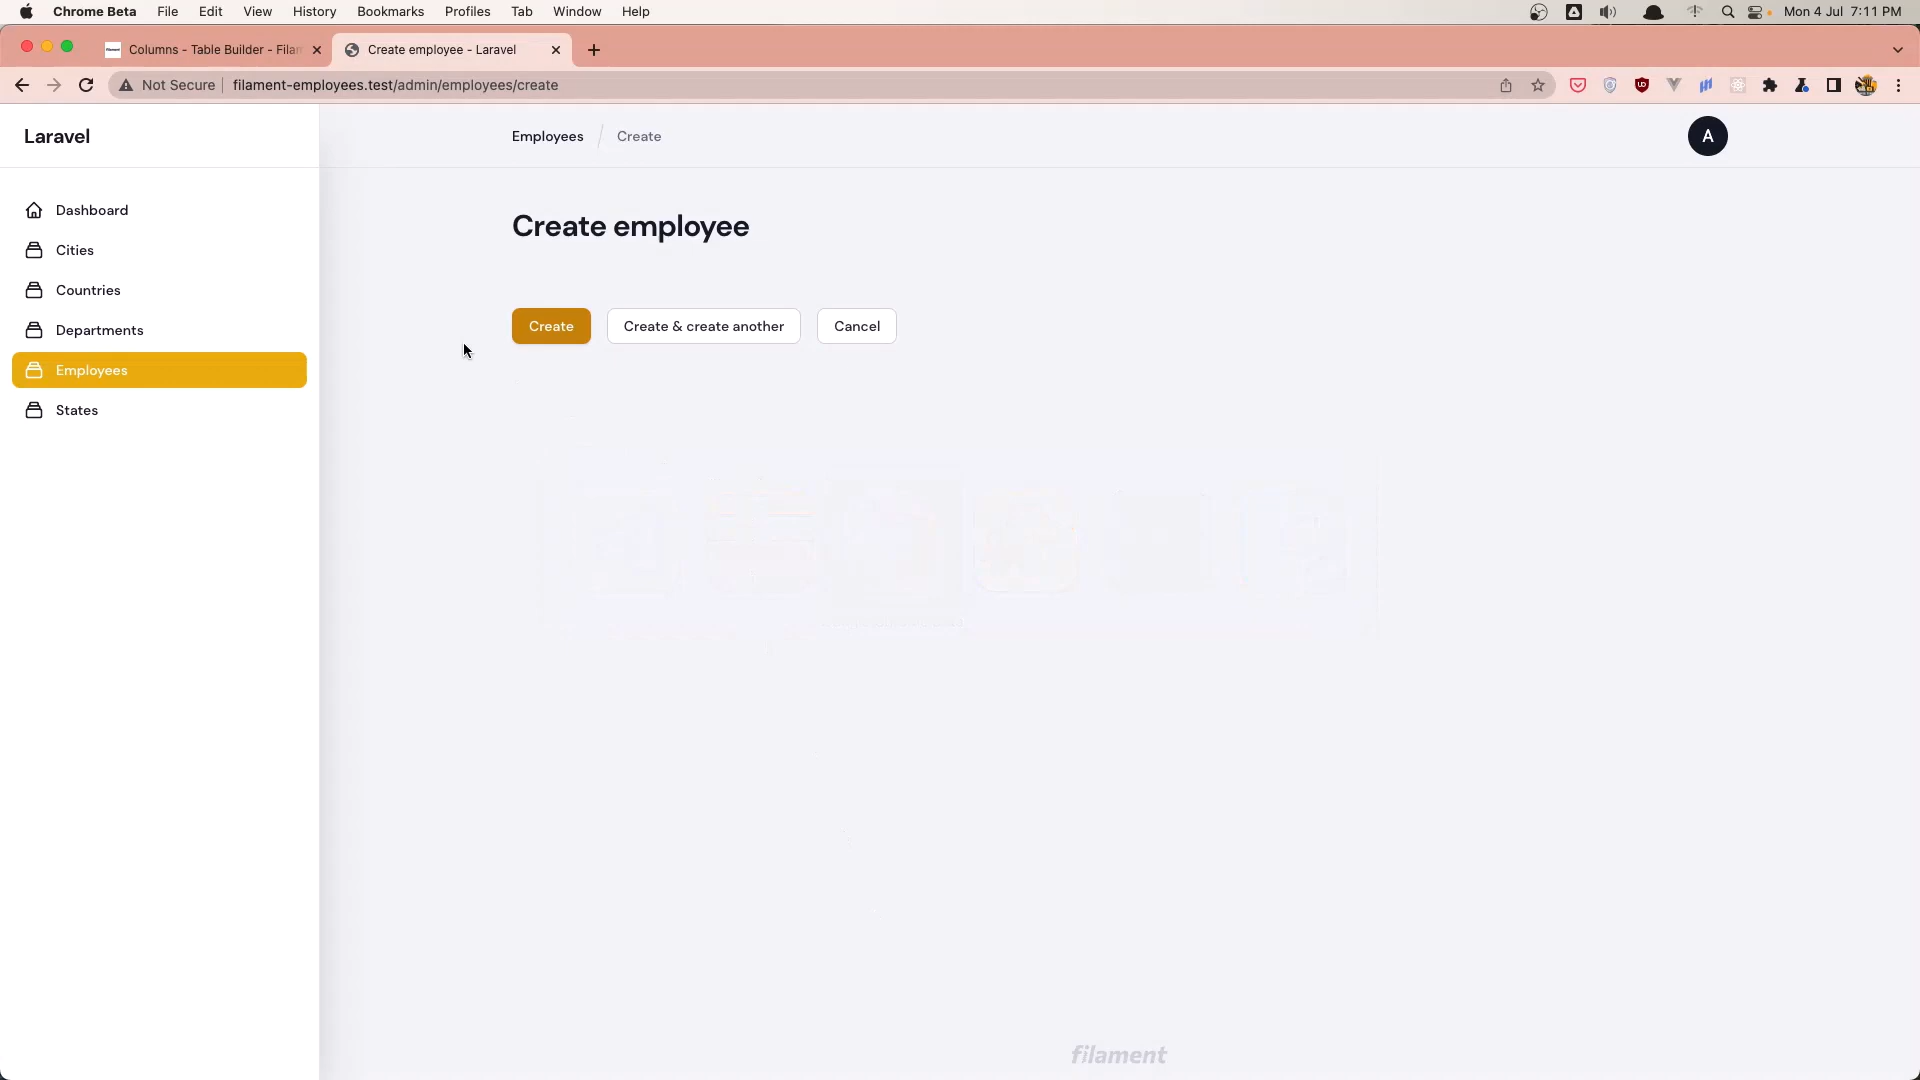 Chrome Beta File Edit View History Bookmarks Profiles Tab Window Help Mon 4 Jul 7:11 PM
Columns - Table Builder - Filam Create employee - Laravel
Not Secure filament-employees.test/admin/employees/create
Laravel Employees Create A
Dashboard
Cities
Countries
Departments
Employees
States
Create employee
Create Create & create another Cancel
filament